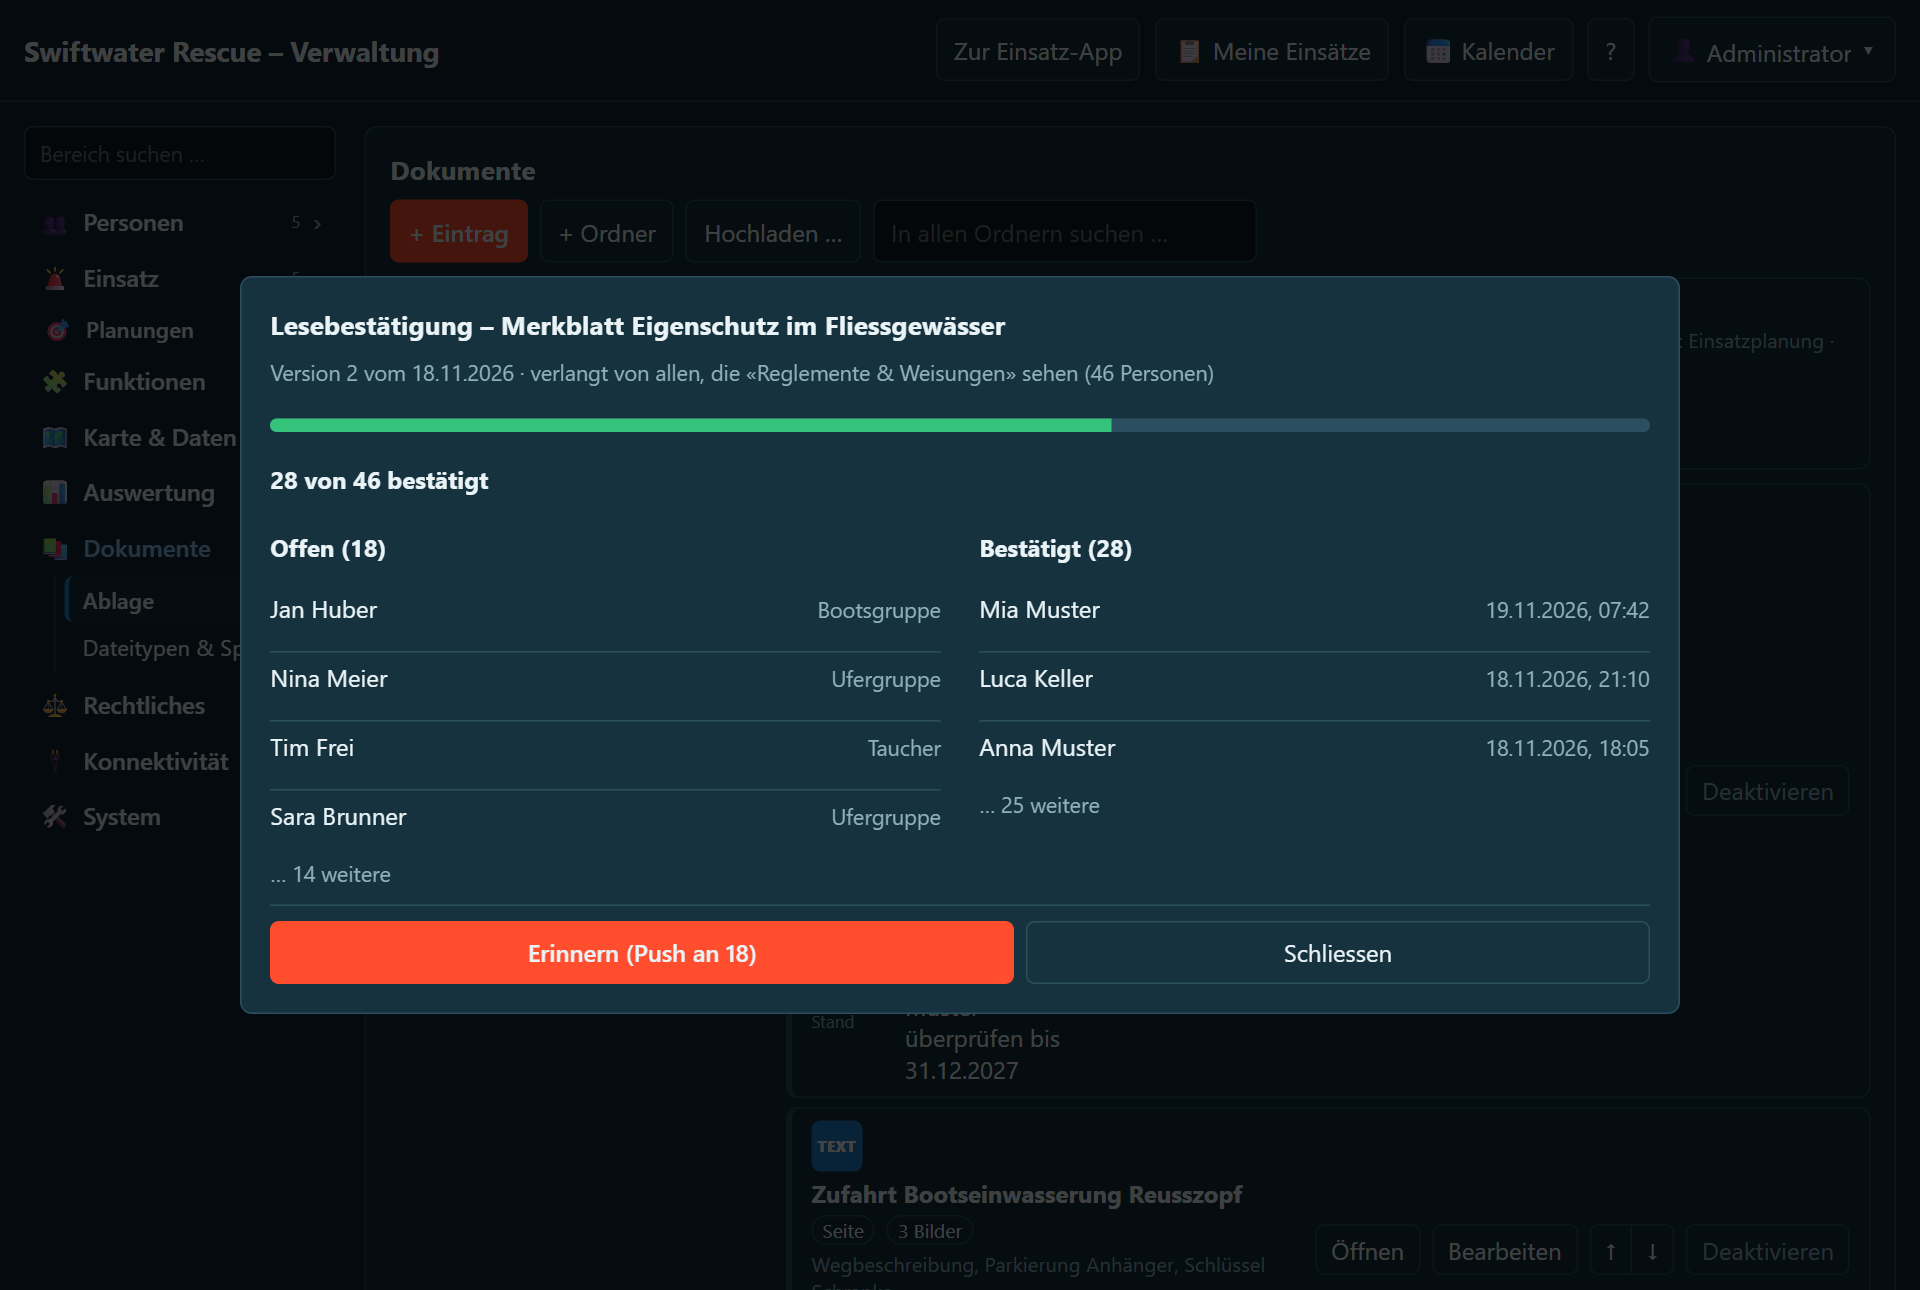 Swiftwater Rescue – Verwaltung
Zur Einsatz-App
Meine Einsätze
Kalender
?
Administrator
Bereich suchen ...
Personen 5
Einsatz
Planungen
Funktionen
Karte & Daten
Auswertung
Dokumente
Ablage
Dateitypen &
Rechtliches
Konnektivität
System
Dokumente
+ Eintrag
+ Ordner
Hochladen ...
In allen Ordnern suchen ...
: Einsatzplanung ·
Lesebestätigung – Merkblatt Eigenschutz im Fliessgewässer
Version 2 vom 18.11.2026 · verlangt von allen, die «Reglemente & Weisungen» sehen (46 Personen)
28 von 46 bestätigt
Offen (18)
Jan Huber Bootsgruppe
Nina Meier Ufergruppe
Tim Frei Taucher
Sara Brunner Ufergruppe
... 14 weitere
Bestätigt (28)
Mia Muster 19.11.2026, 07:42
Luca Keller 18.11.2026, 21:10
Anna Muster 18.11.2026, 18:05
... 25 weitere
Erinnern (Push an 18)
Schliessen
Deaktivieren
Stand
überprüfen bis
31.12.2027
TEXT
Zufahrt Bootseinwasserung Reusszopf
Seite
3 Bilder
Wegbeschreibung, Parkierung Anhänger, Schlüssel
Öffnen
Bearbeiten
↑
↓
Deaktivieren